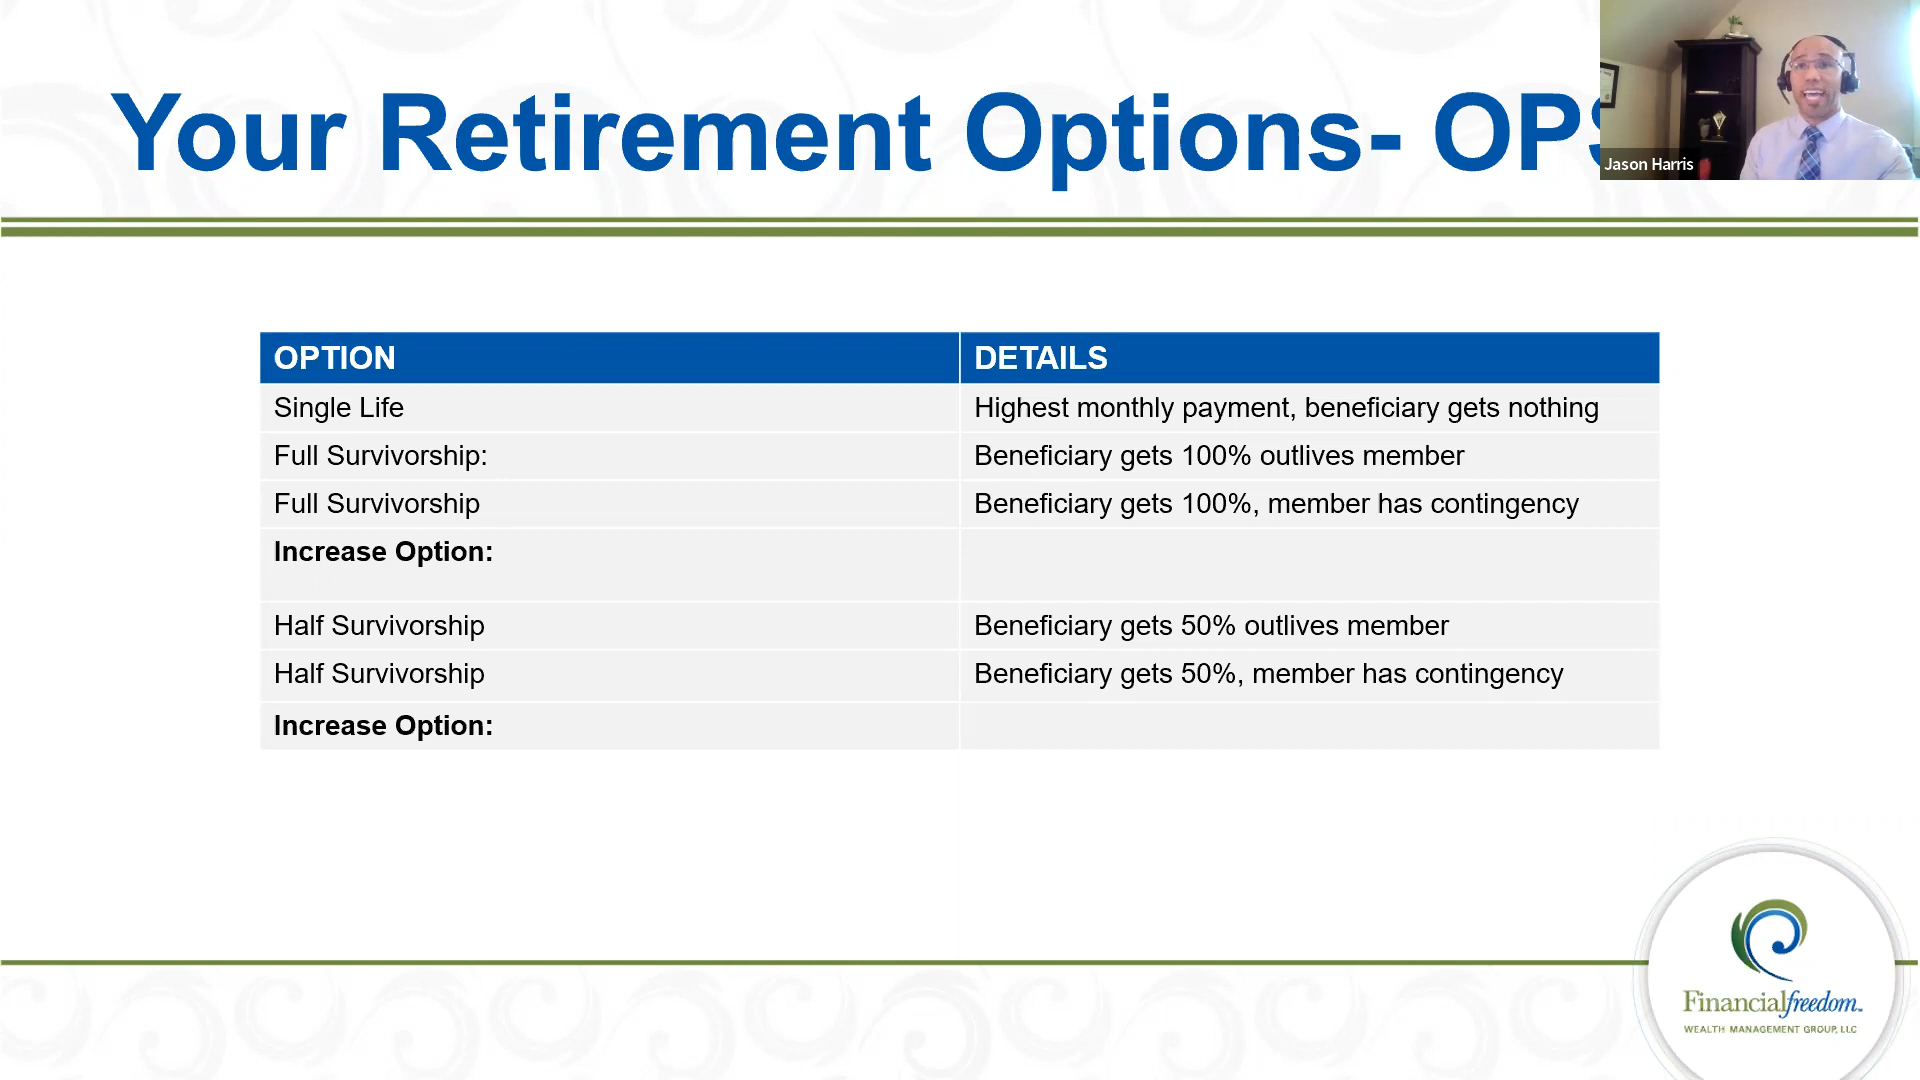 Your Retirement Options- OPS
Jason Harris
OPTION DETAILS
Single Life Highest monthly payment, beneficiary gets nothing
Full Survivorship: Beneficiary gets 100% outlives member
Full Survivorship Beneficiary gets 100%, member has contingency
Increase Option:
Half Survivorship Beneficiary gets 50% outlives member
Half Survivorship Beneficiary gets 50%, member has contingency
Increase Option:
Financialfreedom
WEALTH MANAGEMENT GROUP, LLC